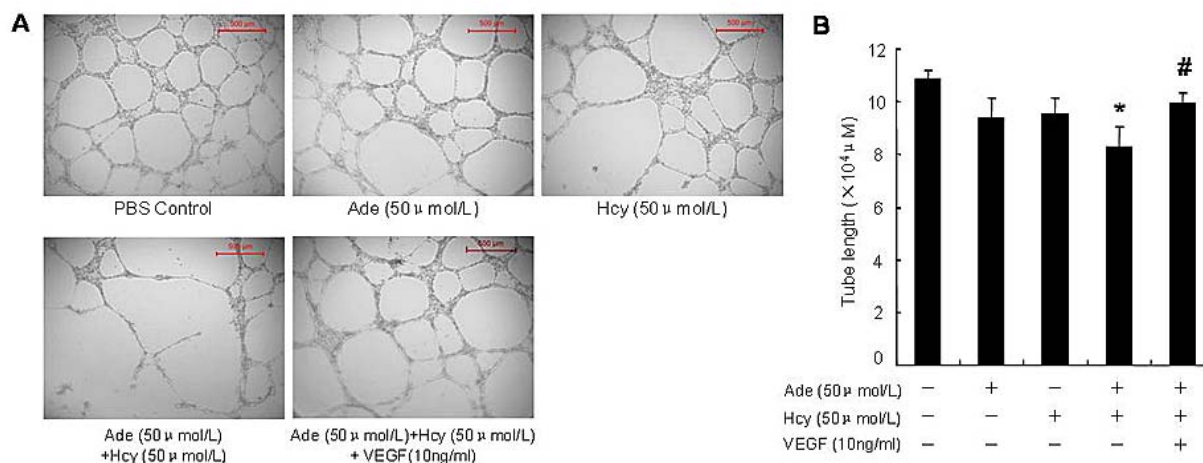 A
500 µm
500 µm
500 µm
PBS Control
Ade (50 µ mol/L)
Hcy (50 µ mol/L)
500 µm
500 µm
Ade (50 µ mol/L)
+Hcy (50 µ mol/L)
Ade (50 µ mol/L)+Hcy (50 µ mol/L)
+ VEGF(10ng/ml)
B
Tube length (×10⁴ µ M)
12
10
8
6
4
2
0
*
#
Ade (50 µ mol/L) − + − + +
Hcy (50 µ mol/L) − − + + +
VEGF (10ng/ml) − − − − +